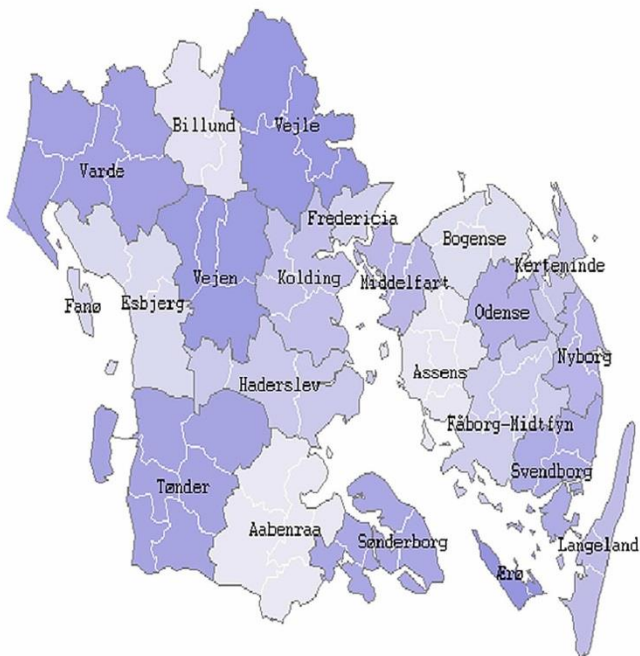 Billund
Vejle
Varde
Fredericia
Bogense
Kerteminde
Vejen
Kolding
Middelfart
Fanø
Esbjerg
Odense
Nyborg
Assens
Haderslev
Fåborg-Midtfyn
Svendborg
Tønder
Aabenraa
Sønderborg
Langeland
Ærø